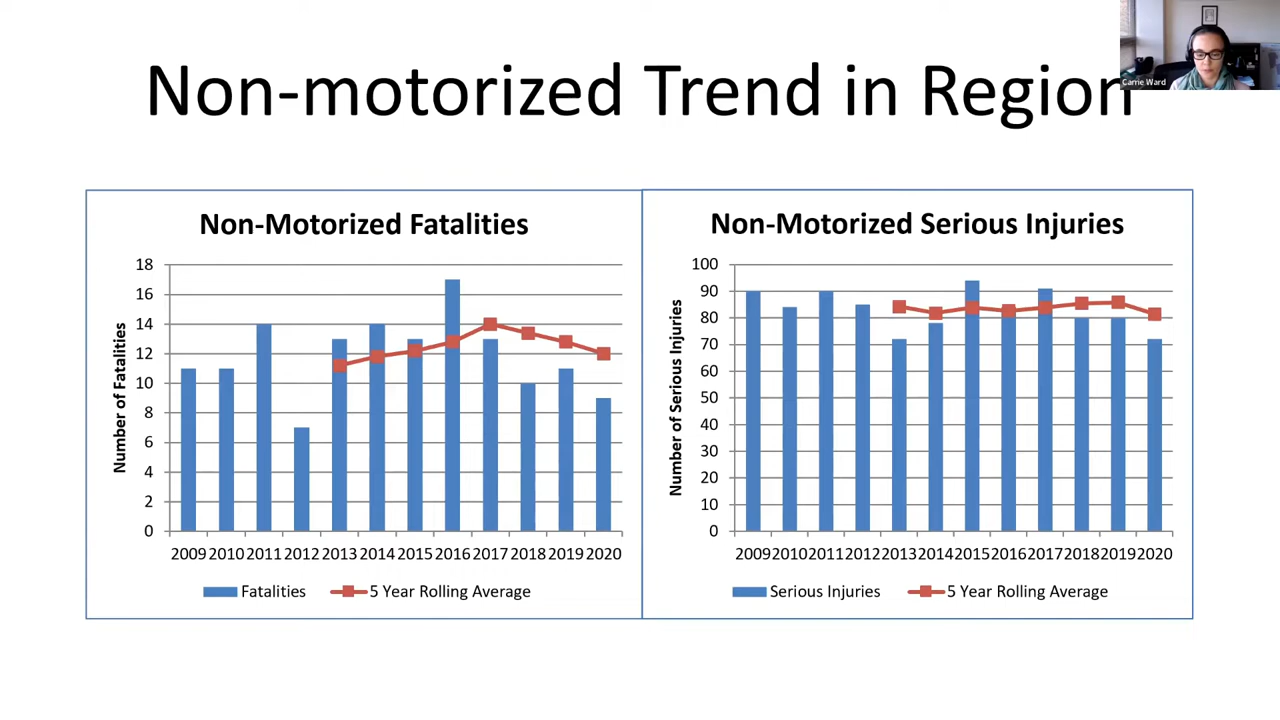 Non-motorized Trend in Region
Carrie Ward
Non-Motorized Fatalities
Number of Fatalities
18
16
14
12
10
8
6
4
2
0
2009 2010 2011 2012 2013 2014 2015 2016 2017 2018 2019 2020
Fatalities 5 Year Rolling Average
Non-Motorized Serious Injuries
Number of Serious Injuries
100
90
80
70
60
50
40
30
20
10
0
2009 2010 2011 2012 2013 2014 2015 2016 2017 2018 2019 2020
Serious Injuries 5 Year Rolling Average